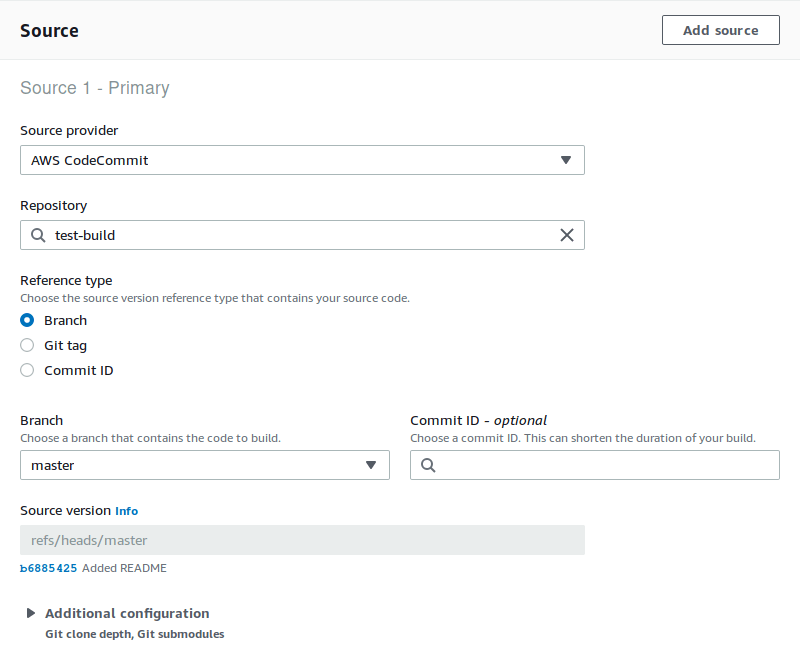 Source
Add source
Source 1 - Primary
Source provider
AWS CodeCommit
Repository
test-build
Reference type
Choose the source version reference type that contains your source code.
Branch
Git tag
Commit ID
Branch
Choose a branch that contains the code to build.
master
Commit ID - optional
Choose a commit ID. This can shorten the duration of your build.
Source version Info
refs/heads/master
b6885425 Added README
Additional configuration
Git clone depth, Git submodules